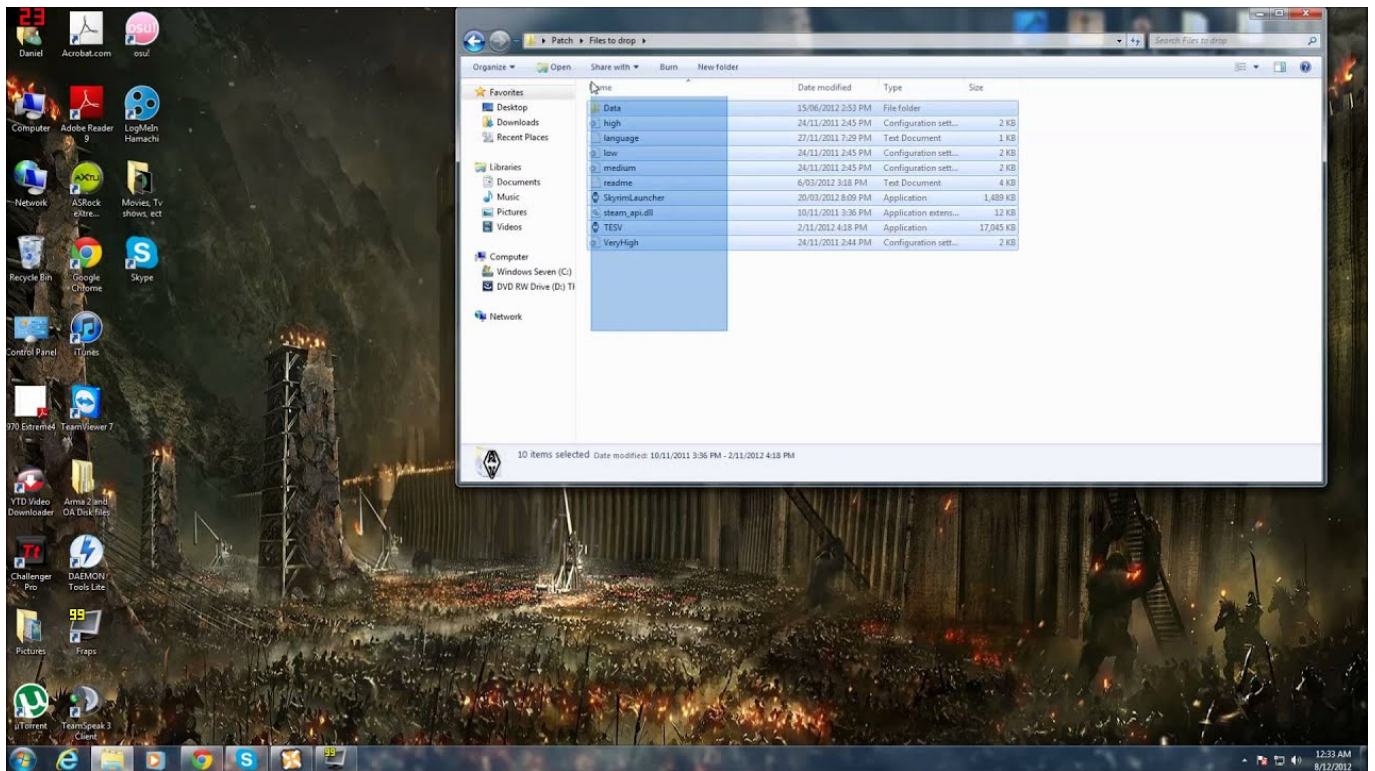 23
Daniel
Acrobat.com
osu!
osu!
Computer
Adobe Reader 9
LogMeIn Hamachi
Network
AXTU
ASRock eXtre...
Movies, Tv shows, ect
Recycle Bin
Google Chrome
Skype
Control Panel
iTunes
970 Extreme4
TeamViewer 7
YTD Video Downloader
Arma 2 and OA Disk files
Tt
Challenger Pro
DAEMON Tools Lite
99
Pictures
Fraps
µTorrent
TeamSpeak 3 Client
Patch
Files to drop
Search Files to drop
Organize
Open
Share with
Burn
New folder
Favorites
Desktop
Downloads
Recent Places
Libraries
Documents
Music
Pictures
Videos
Computer
Windows Seven (C:)
DVD RW Drive (D:) TH
Network
Date modified Type Size
Data 15/06/2012 2:53 PM File folder
high 24/11/2011 2:45 PM Configuration sett... 2 KB
language 27/11/2011 7:29 PM Text Document 1 KB
low 24/11/2011 2:45 PM Configuration sett... 2 KB
medium 24/11/2011 2:45 PM Configuration sett... 2 KB
readme 6/03/2012 3:18 PM Text Document 4 KB
SkyrimLauncher 20/03/2012 8:09 PM Application 1,489 KB
steam_api.dll 10/11/2011 3:36 PM Application extens... 12 KB
TESV 2/11/2012 4:18 PM Application 17,045 KB
VeryHigh 24/11/2011 2:44 PM Configuration sett... 2 KB
10 items selected Date modified: 10/11/2011 3:36 PM - 2/11/2012 4:18 PM
99
12:33 AM
8/12/2012